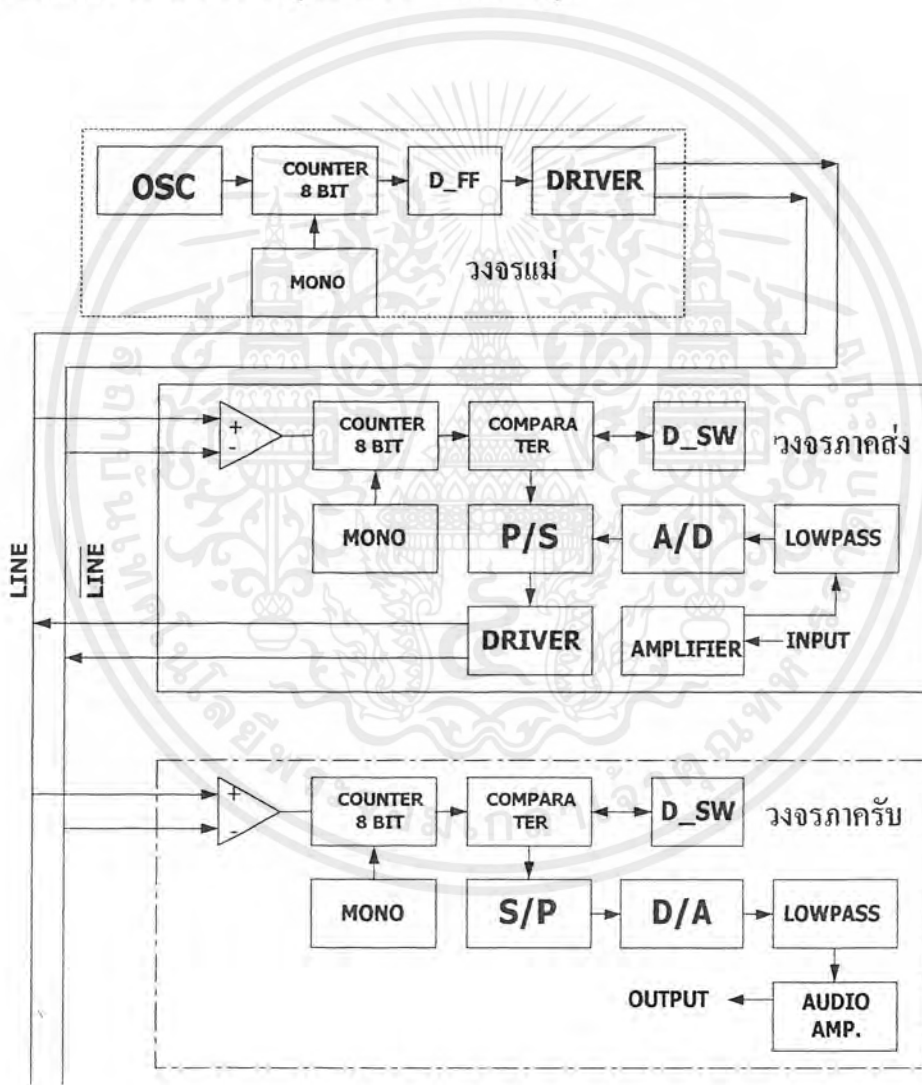 OSC
COUNTER
8 BIT
D_FF
DRIVER
MONO
วงจรแม่
LINE
LINE
+
-
COUNTER
8 BIT
COMPARA
TER
D_SW
วงจรภาคส่ง
MONO
P/S
A/D
LOWPASS
DRIVER
AMPLIFIER
INPUT
+
-
COUNTER
8 BIT
COMPARA
TER
D_SW
วงจรภาครับ
MONO
S/P
D/A
LOWPASS
OUTPUT
AUDIO
AMP.